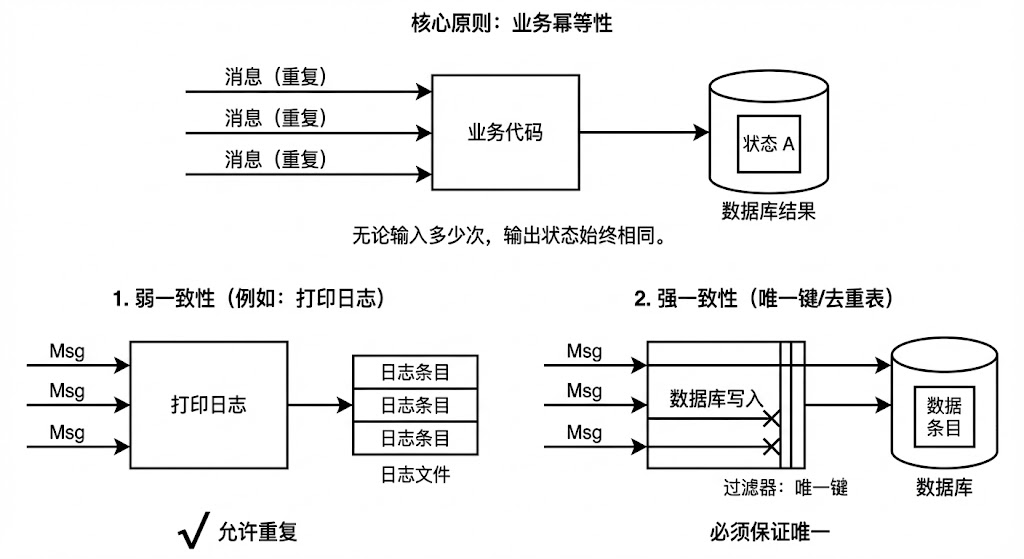 核心原则：业务幂等性
消息（重复）
消息（重复）
消息（重复）
业务代码
状态 A
数据库结果
无论输入多少次，输出状态始终相同。
1. 弱一致性（例如：打印日志）
Msg
Msg
Msg
打印日志
日志条目
日志条目
日志条目
日志文件
√ 允许重复
2. 强一致性（唯一键/去重表）
Msg
Msg
Msg
数据库写入
过滤器：唯一键
数据
条目
数据库
必须保证唯一